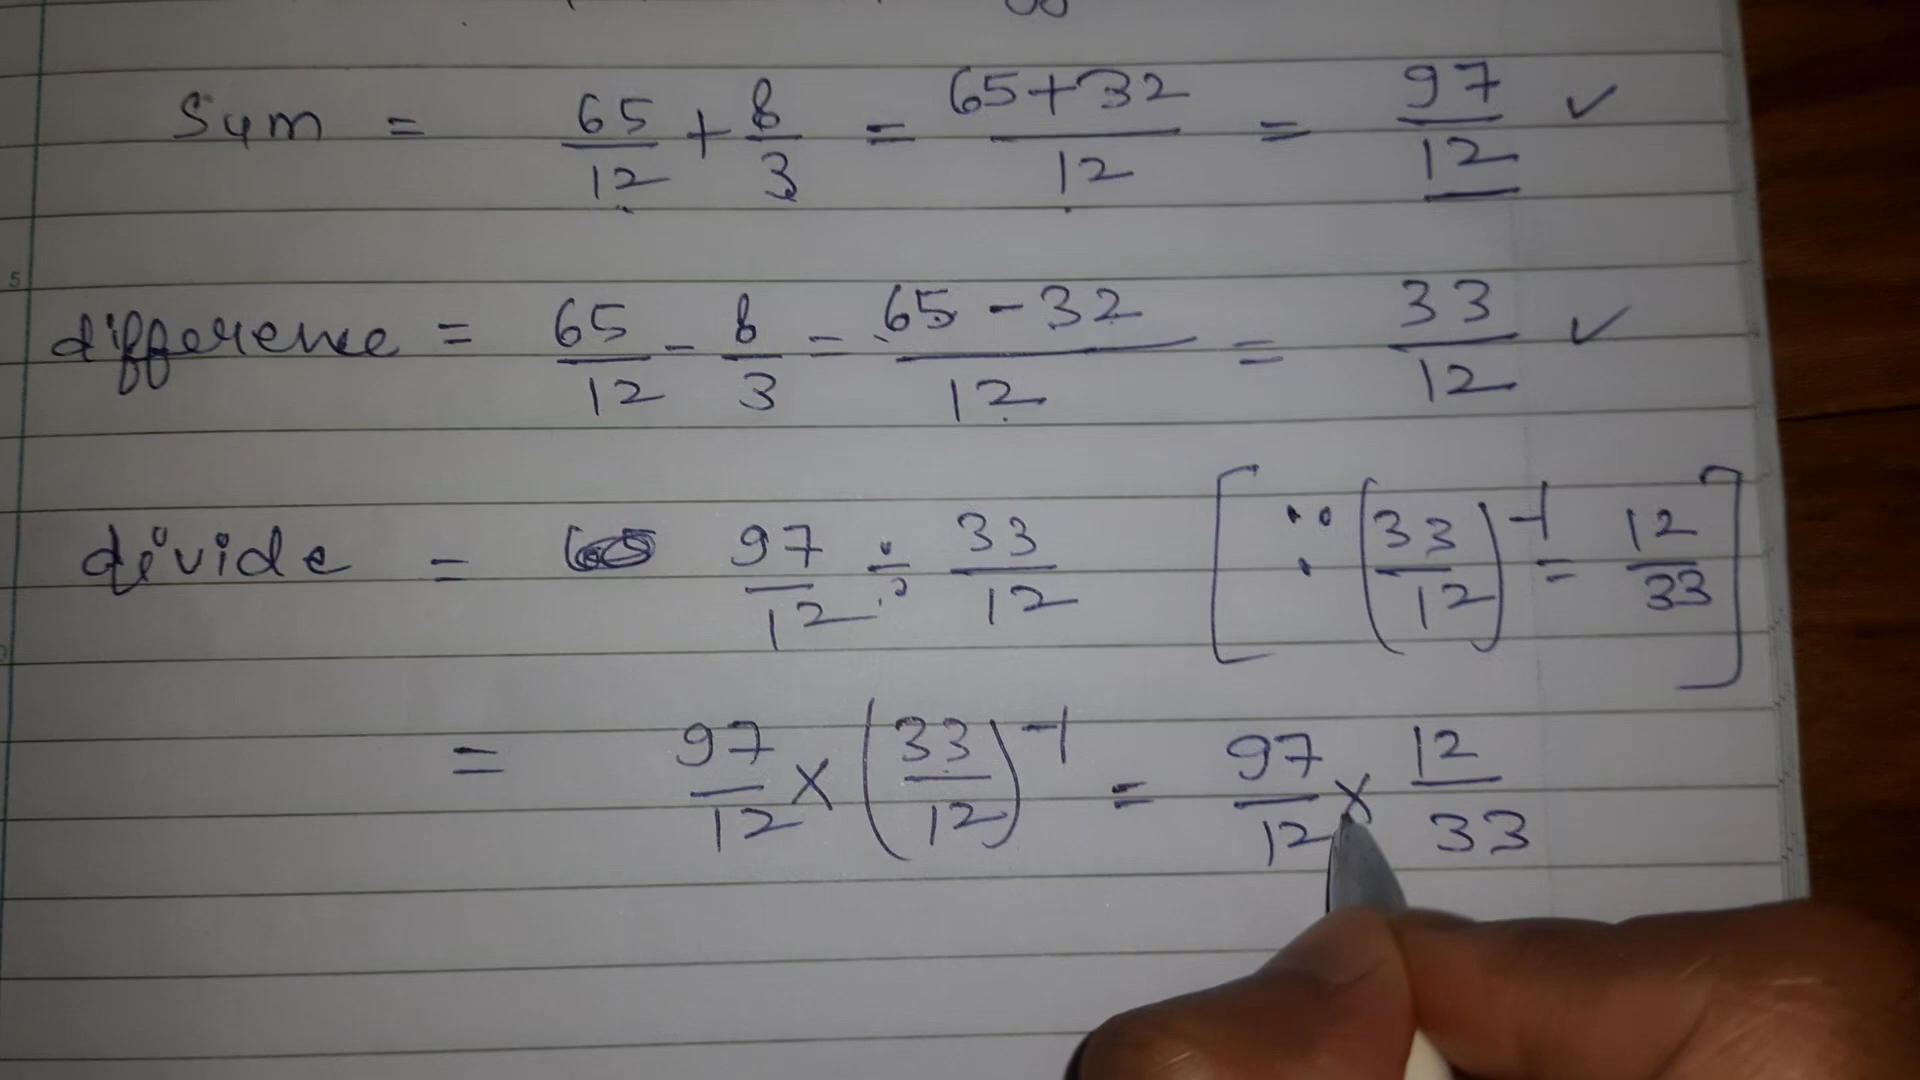 Sum = 65/12 + 8/3 = 65+32/12 = 97/12 ✓
5
difference = 65/12 - 8/3 = 65-32/12 = 33/12 ✓
divide = 97/12 ÷ 33/12 [∵ (33/12)^-1 = 12/33]
= 97/12 × (33/12)^-1 = 97/12 × 12/33